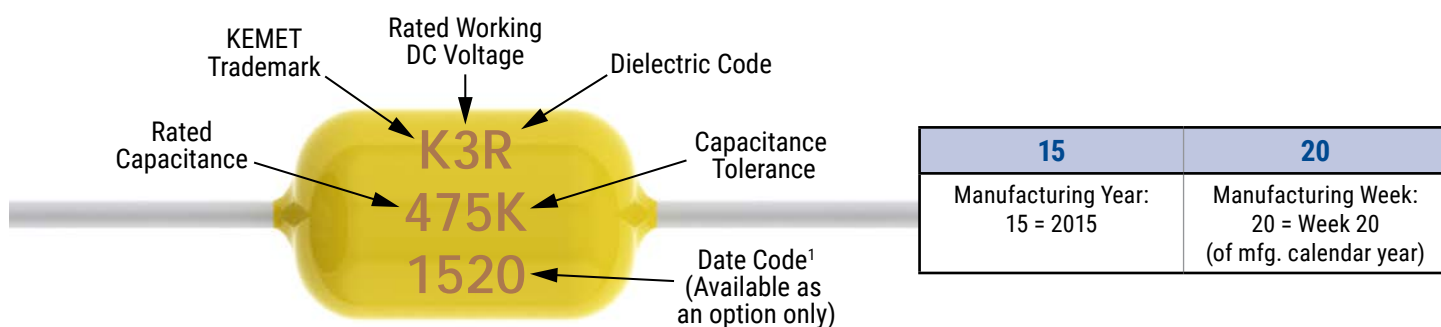 KEMET
Trademark
Rated Working
DC Voltage
Dielectric Code
Rated
Capacitance
K3R
475K
1520
Capacitance
Tolerance
Date Code¹
(Available as
an option only)
15 20
Manufacturing Year:
15 = 2015
Manufacturing Week:
20 = Week 20
(of mfg. calendar year)